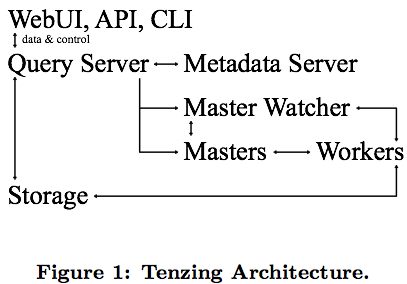 WebUI, API, CLI
data & control
Query Server
Metadata Server
Master Watcher
Masters
Workers
Storage
Figure 1: Tenzing Architecture.